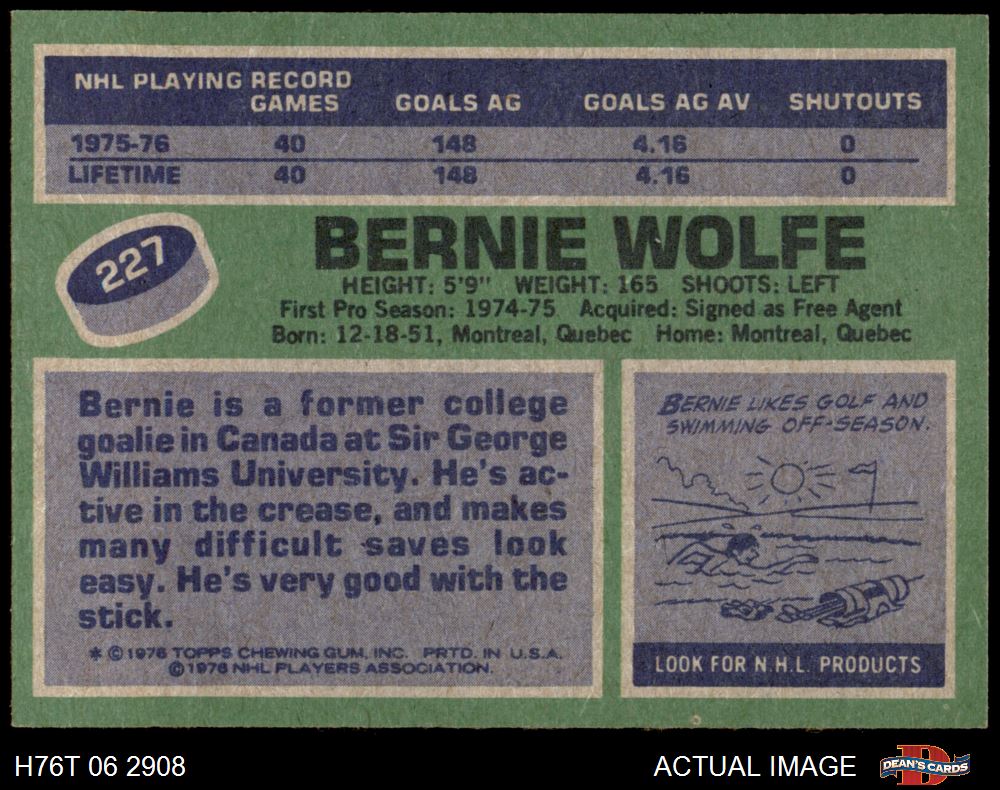 NHL PLAYING RECORD
GAMES GOALS AG GOALS AG AV SHUTOUTS
1975-76 40 148 4.16 0
LIFETIME 40 148 4.16 0
227
BERNIE WOLFE
HEIGHT: 5'9" WEIGHT: 165 SHOOTS: LEFT
First Pro Season: 1974-75 Acquired: Signed as Free Agent
Born: 12-18-51, Montreal, Quebec Home: Montreal, Quebec
Bernie is a former college
goalie in Canada at Sir George
Williams University. He's ac-
tive in the crease, and makes
many difficult saves look
easy. He's very good with the
stick.
* © 1976 TOPPS CHEWING GUM, INC. PRTD. IN U.S.A.
© 1976 NHL PLAYERS ASSOCIATION.
BERNIE LIKES GOLF AND
SWIMMING OFF-SEASON.
LOOK FOR N.H.L. PRODUCTS
H76T 06 2908
ACTUAL IMAGE
DEAN'S CARDS